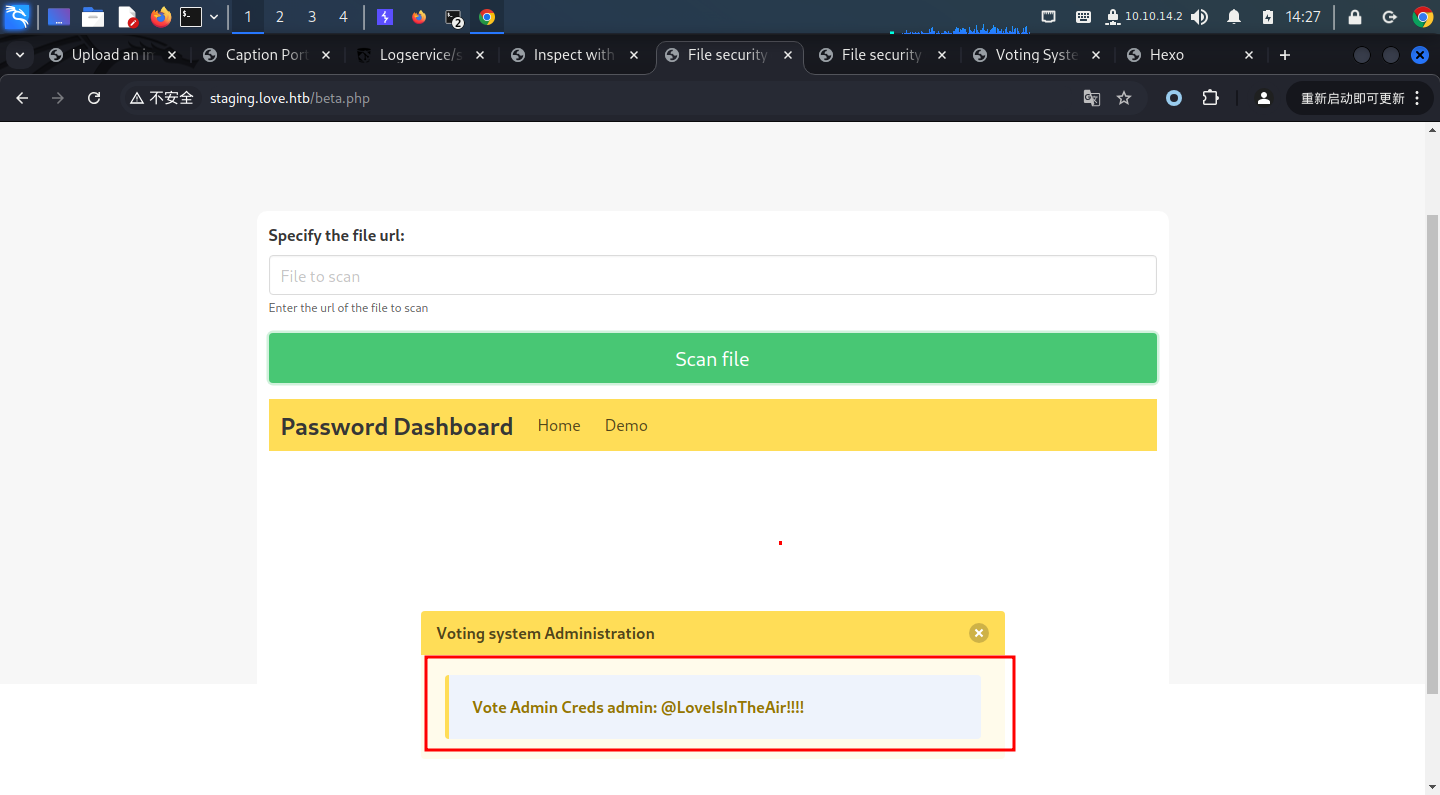 1 2 3 4 2 10.10.14.2 14:27
Upload an in Caption Port Logservice/s Inspect with File security File security Voting Syste Hexo
不安全 staging.love.htb/beta.php 重新启动即可更新
Specify the file url:
File to scan
Enter the url of the file to scan
Scan file
Password Dashboard Home Demo
Voting system Administration
Vote Admin Creds admin: @LoveIsInTheAir!!!!